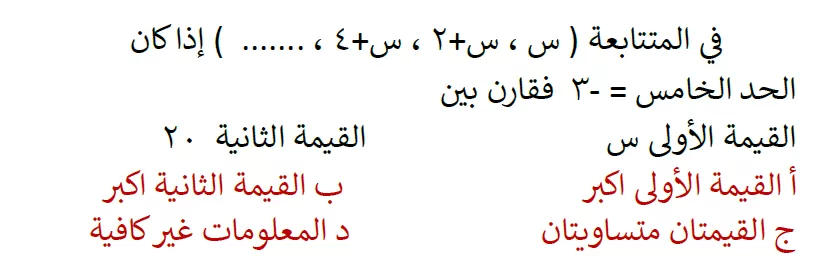 في المتتابعة ( س ، س+٢ ، س+٤ ، ....... ) إذا كان
الحد الخامس = -٣ فقارن بين
القيمة الأولى س القيمة الثانية ٢٠
أ القيمة الأولى اكبر ب القيمة الثانية اكبر
ج القيمتان متساويتان د المعلومات غير كافية